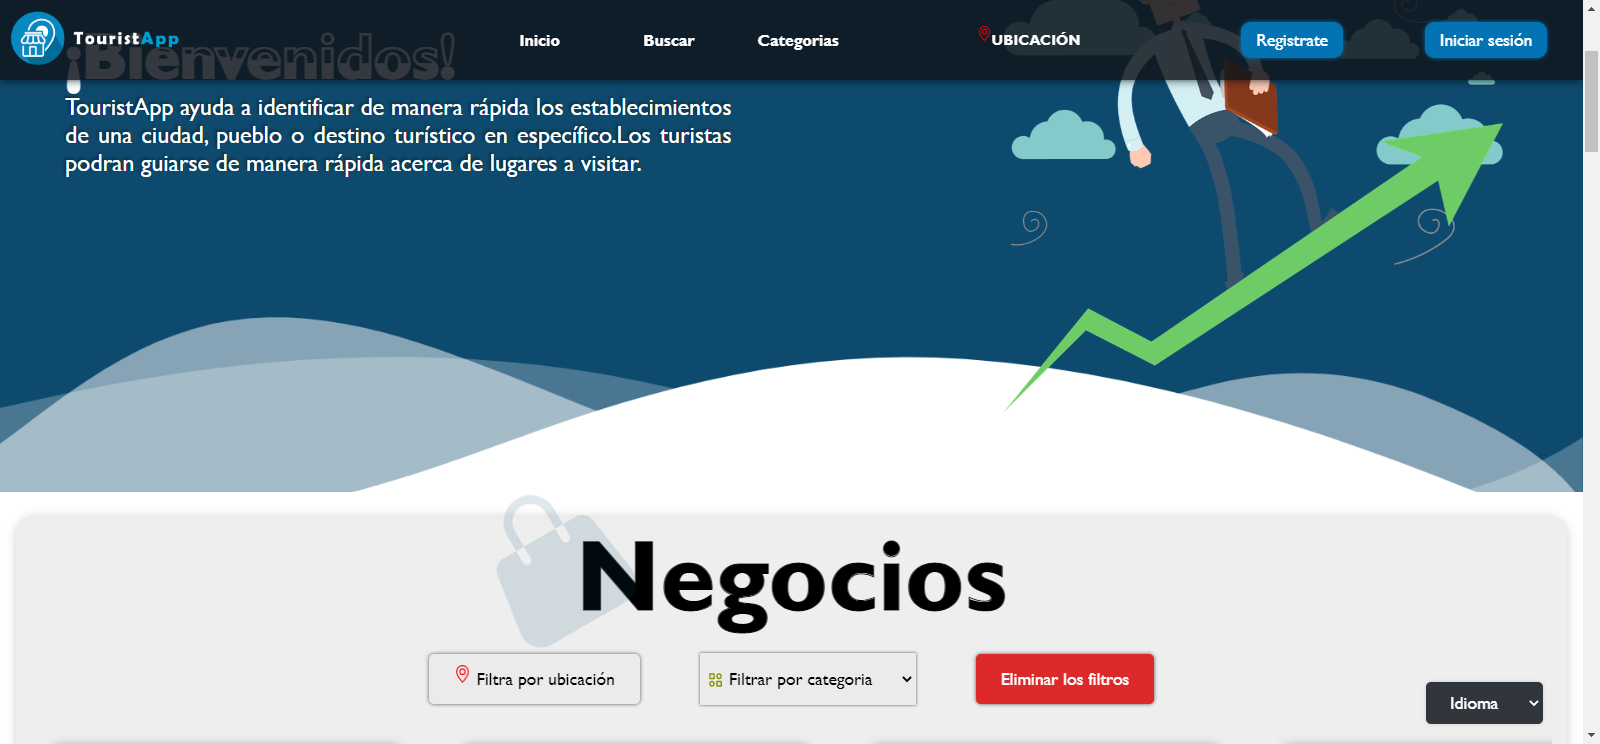 TouristApp
Inicio
Buscar
Categorias
UBICACIÓN
Registrate
Iniciar sesión
¡Bienvenidos!
TouristApp ayuda a identificar de manera rápida los establecimientos
de una ciudad, pueblo o destino turístico en específico.Los turistas
podran guiarse de manera rápida acerca de lugares a visitar.
Negocios
Filtra por ubicación
Filtrar por categoria
Eliminar los filtros
Idioma